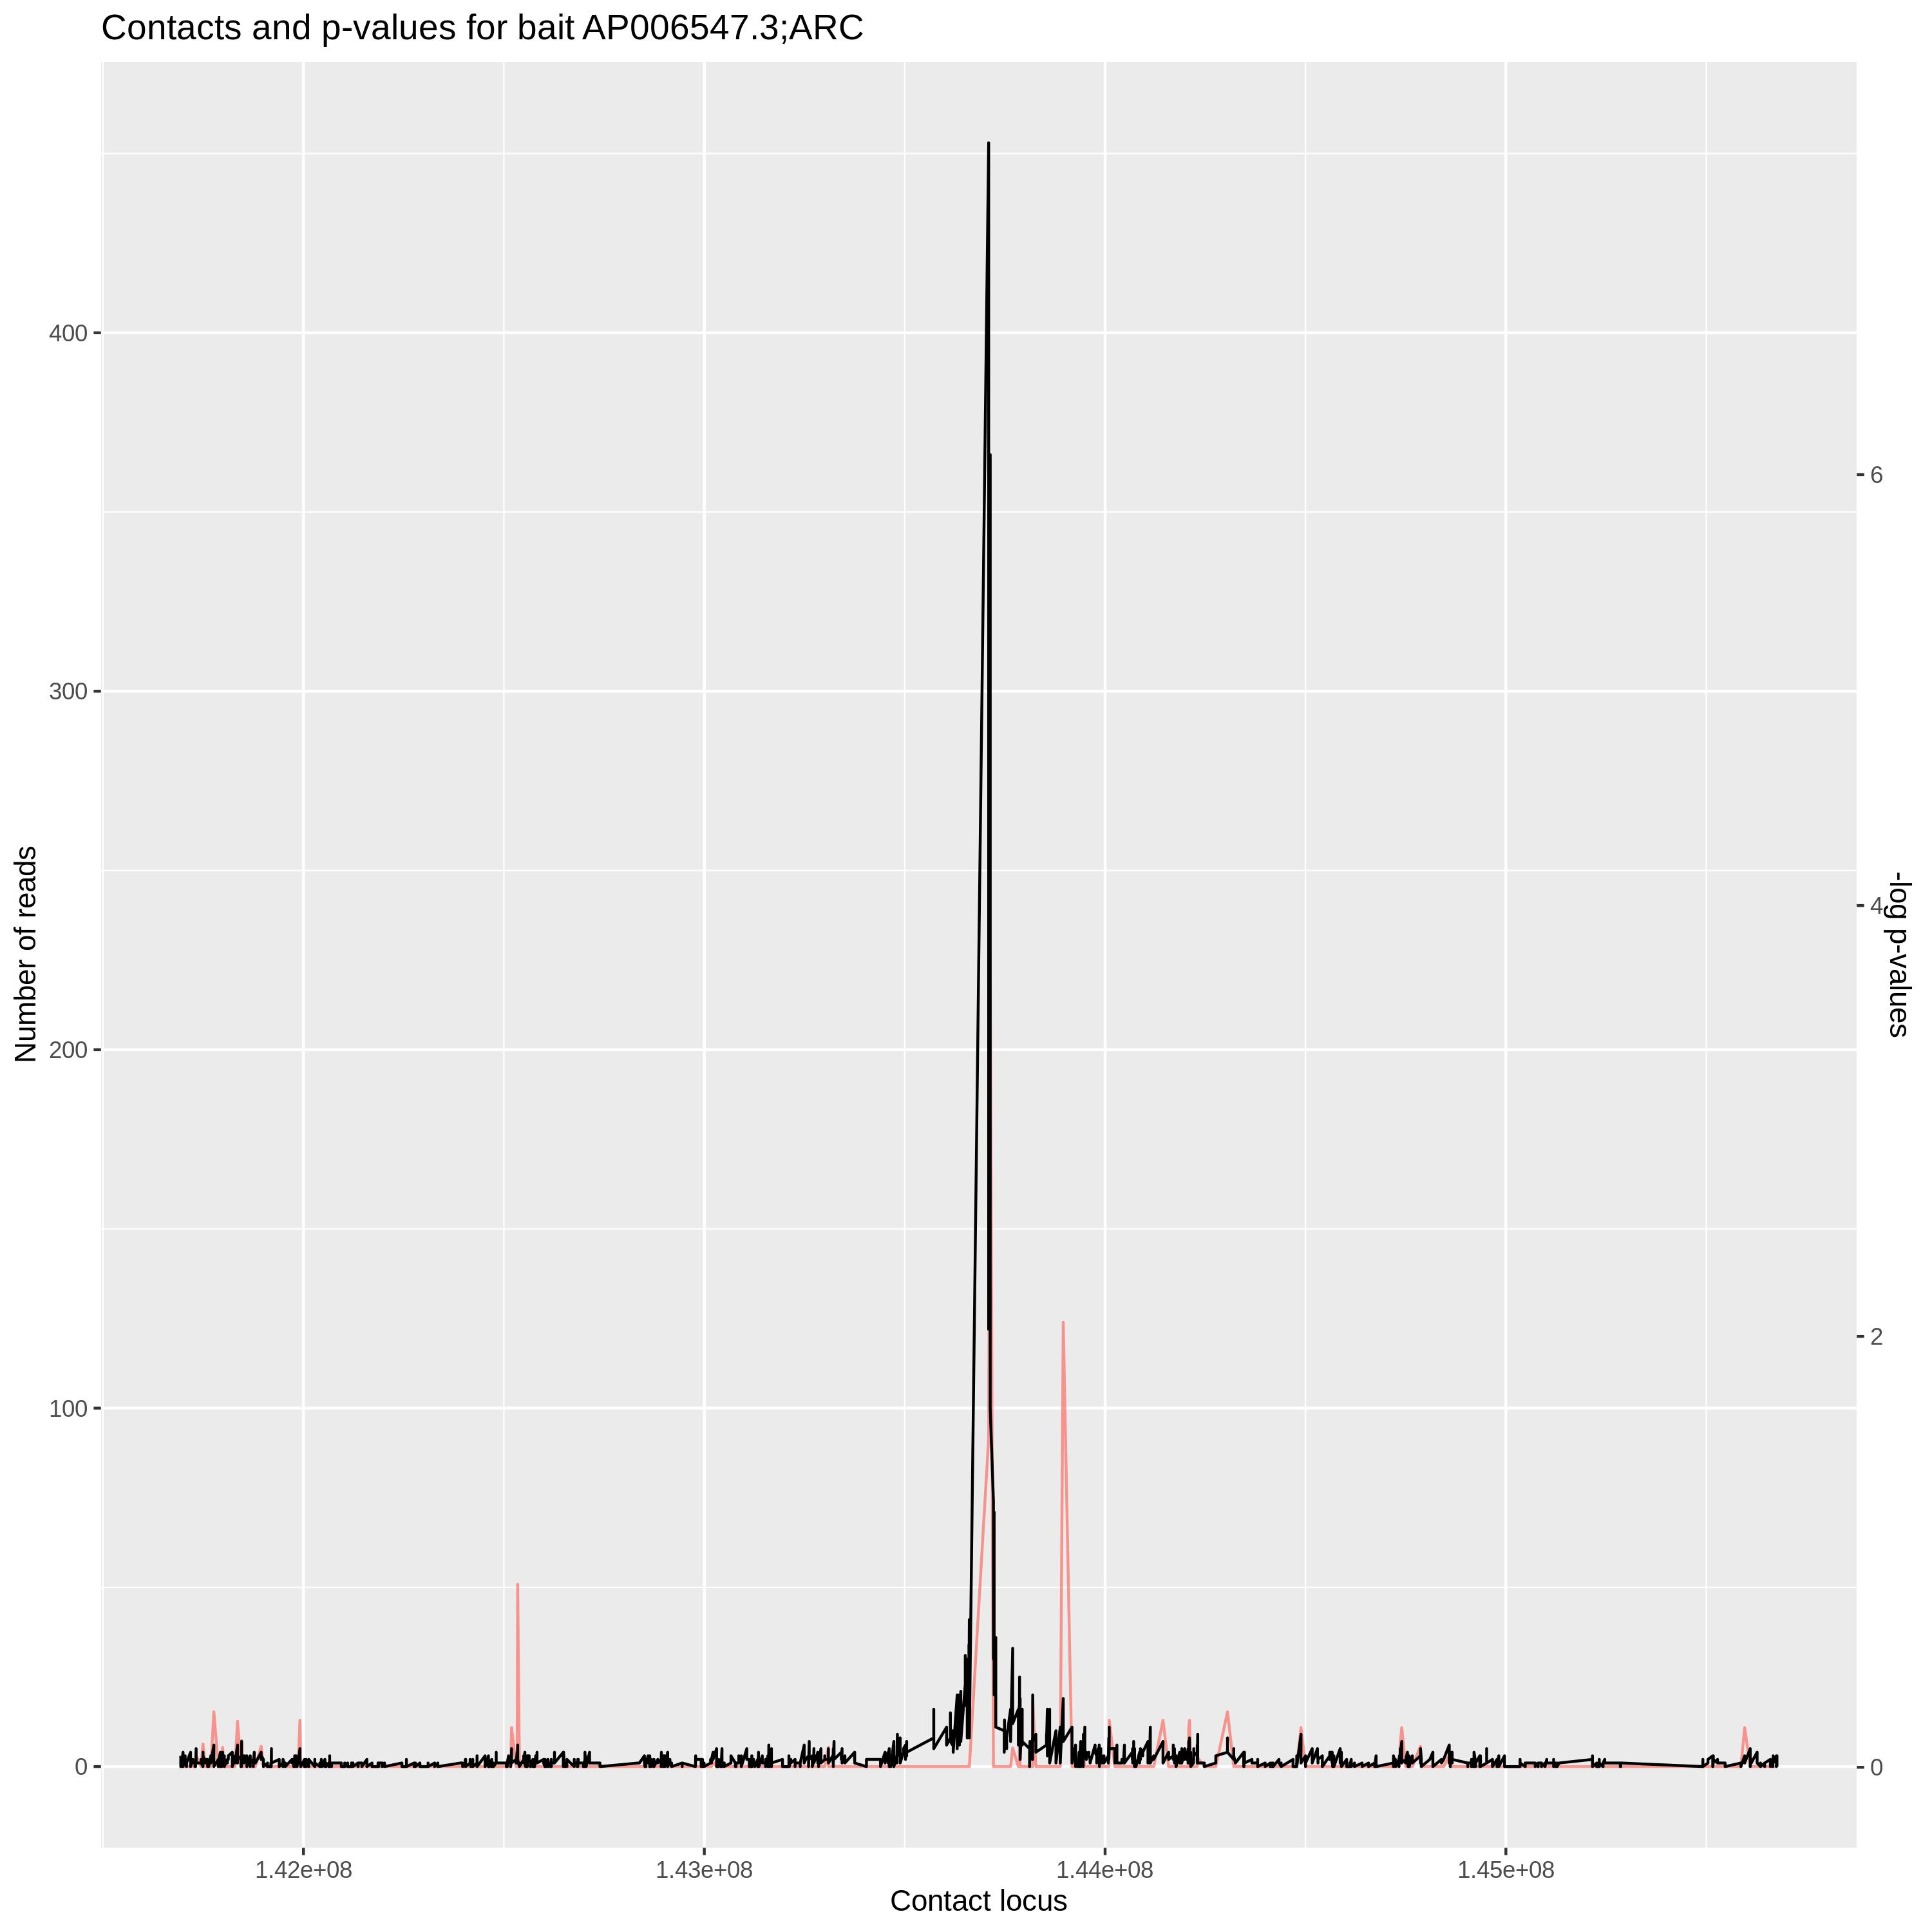 Contacts and p-values for bait AP006547.3;ARC
400
300
200
100
0
Number of reads
6
4
2
0
-log p-values
1.42e+08 1.43e+08 1.44e+08 1.45e+08
Contact locus